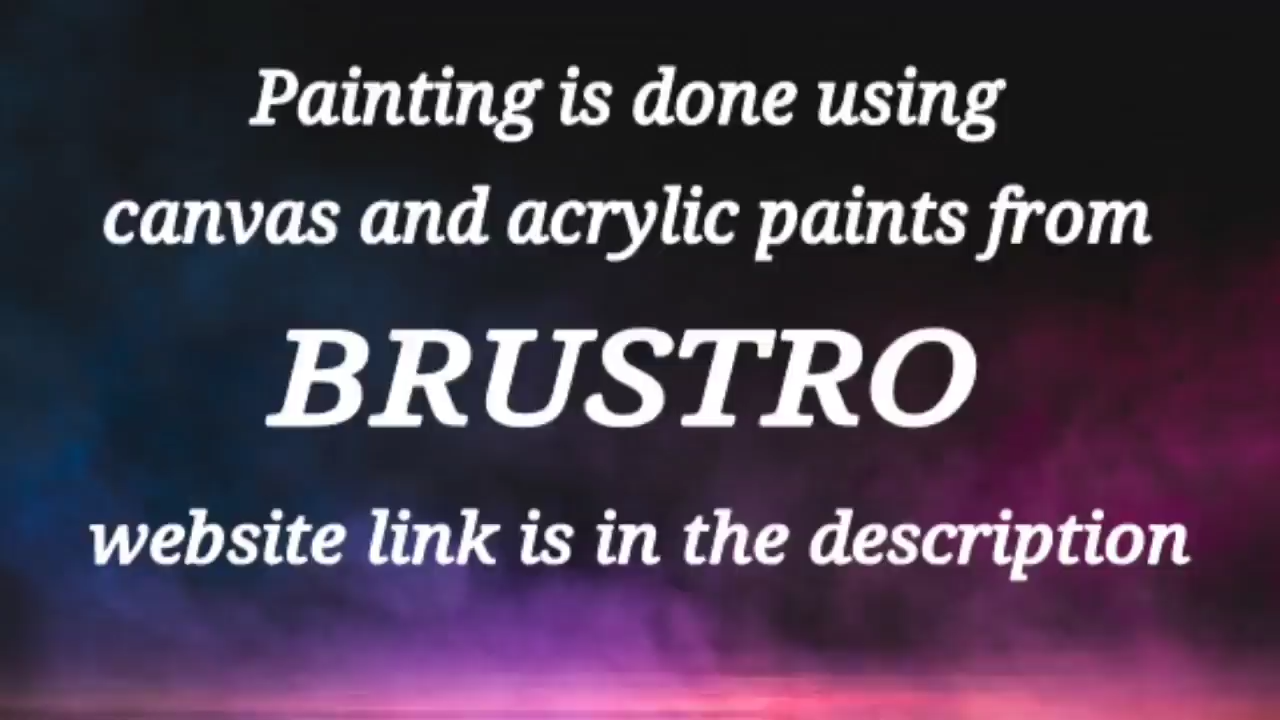 Painting is done using
canvas and acrylic paints from
BRUSTRO
website link is in the description